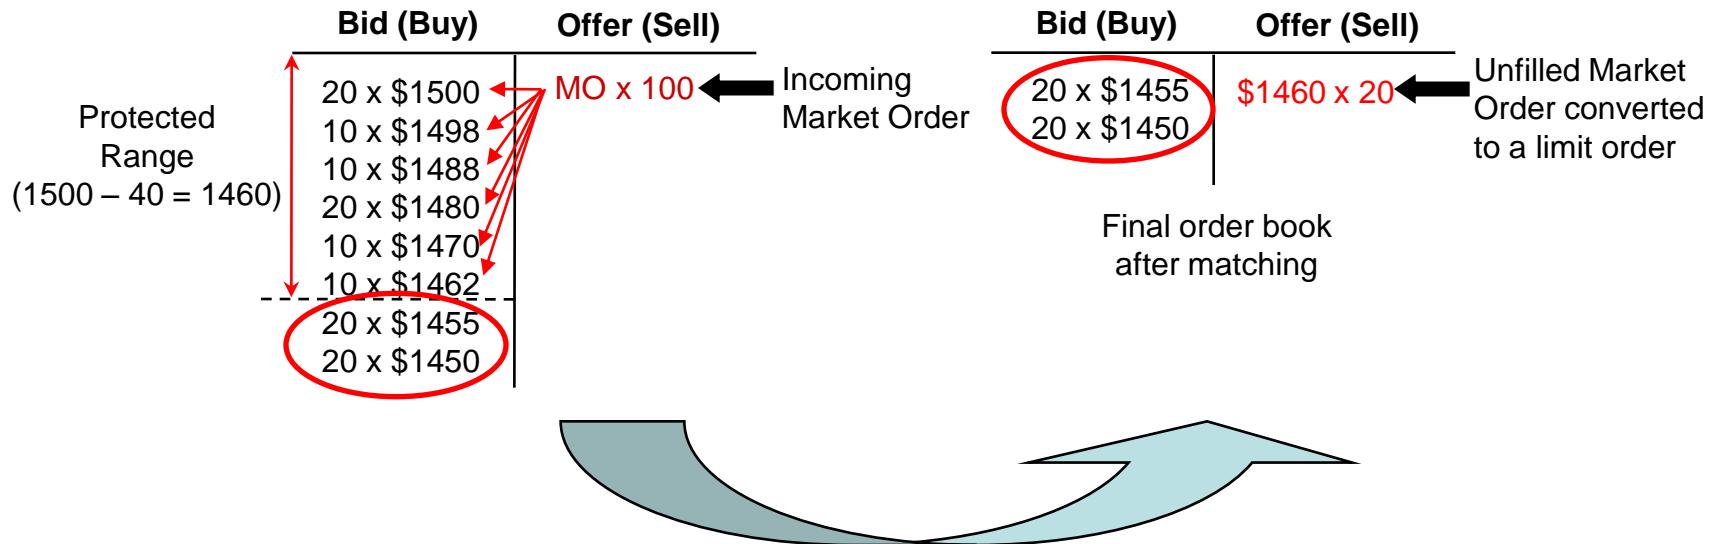 Bid (Buy)
Offer (Sell)
Protected
Range
(1500 – 40 = 1460)
20 x $1500
10 x $1498
10 x $1488
20 x $1480
10 x $1470
10 x $1462
20 x $1455
20 x $1450
MO x 100
Incoming
Market Order
Bid (Buy)
Offer (Sell)
20 x $1455
20 x $1450
$1460 x 20
Unfilled Market
Order converted
to a limit order
Final order book
after matching